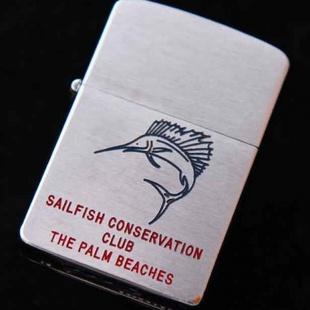 SAILFISH CONSERVATION
CLUB
THE PALM BEACHES